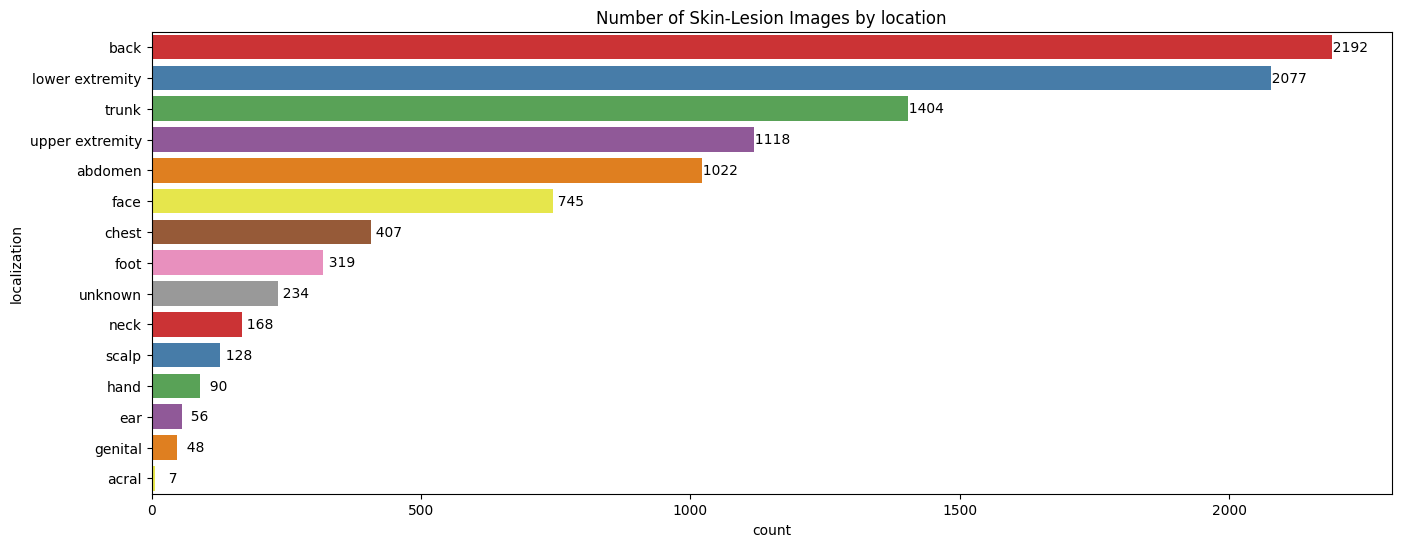 Number of Skin-Lesion Images by location
back 2192
lower extremity 2077
trunk 1404
upper extremity 1118
abdomen 1022
face 745
chest 407
foot 319
unknown 234
neck 168
scalp 128
hand 90
ear 56
genital 48
acral 7
localization
0 500 1000 1500 2000
count